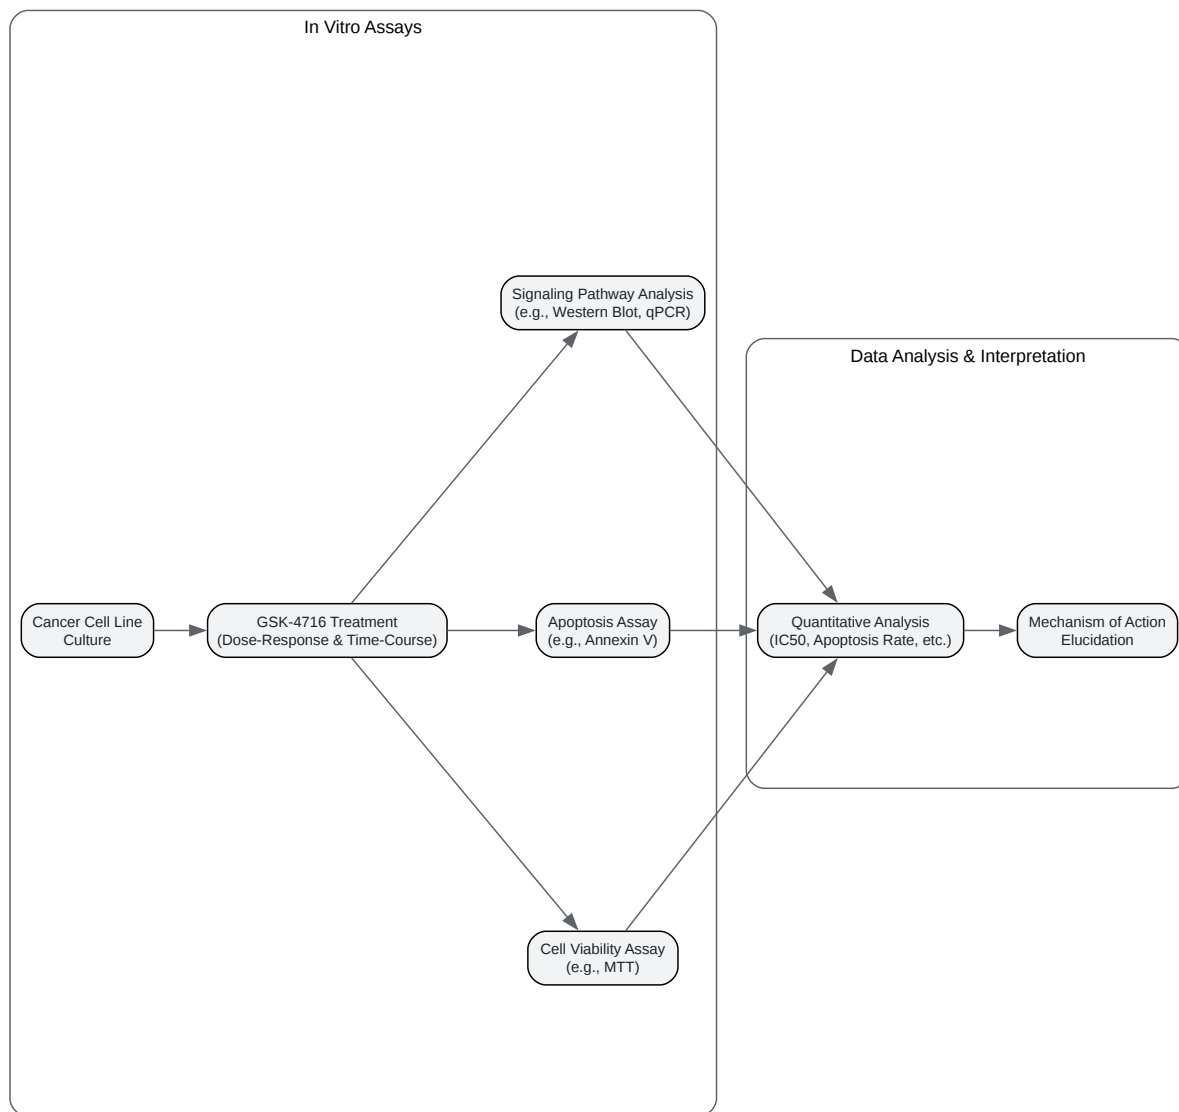 In Vitro Assays
Signaling Pathway Analysis
(e.g., Western Blot, qPCR)
Data Analysis & Interpretation
Cancer Cell Line
Culture
GSK-4716 Treatment
(Dose-Response & Time-Course)
Apoptosis Assay
(e.g., Annexin V)
Quantitative Analysis
(IC50, Apoptosis Rate, etc.)
Mechanism of Action
Elucidation
Cell Viability Assay
(e.g., MTT)